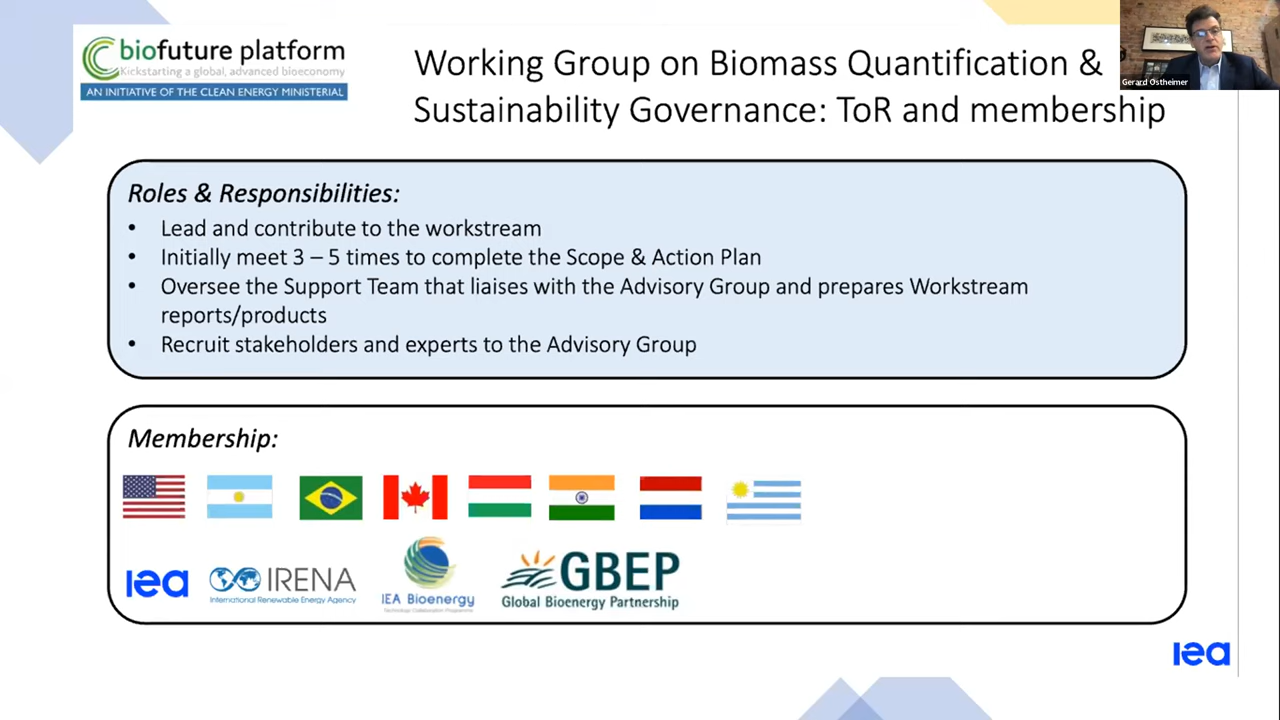 biofuture platform
Kickstarting a global, advanced bioeconomy
AN INITIATIVE OF THE CLEAN ENERGY MINISTERIAL
Working Group on Biomass Quantification &
Sustainability Governance: ToR and membership
Gerard Ostheimer
Roles & Responsibilities:
• Lead and contribute to the workstream
• Initially meet 3 – 5 times to complete the Scope & Action Plan
• Oversee the Support Team that liaises with the Advisory Group and prepares Workstream
reports/products
• Recruit stakeholders and experts to the Advisory Group
Membership:
iea
IRENA
International Renewable Energy Agency
IEA Bioenergy
Technology Collaboration Programme
GBEP
Global Bioenergy Partnership
iea